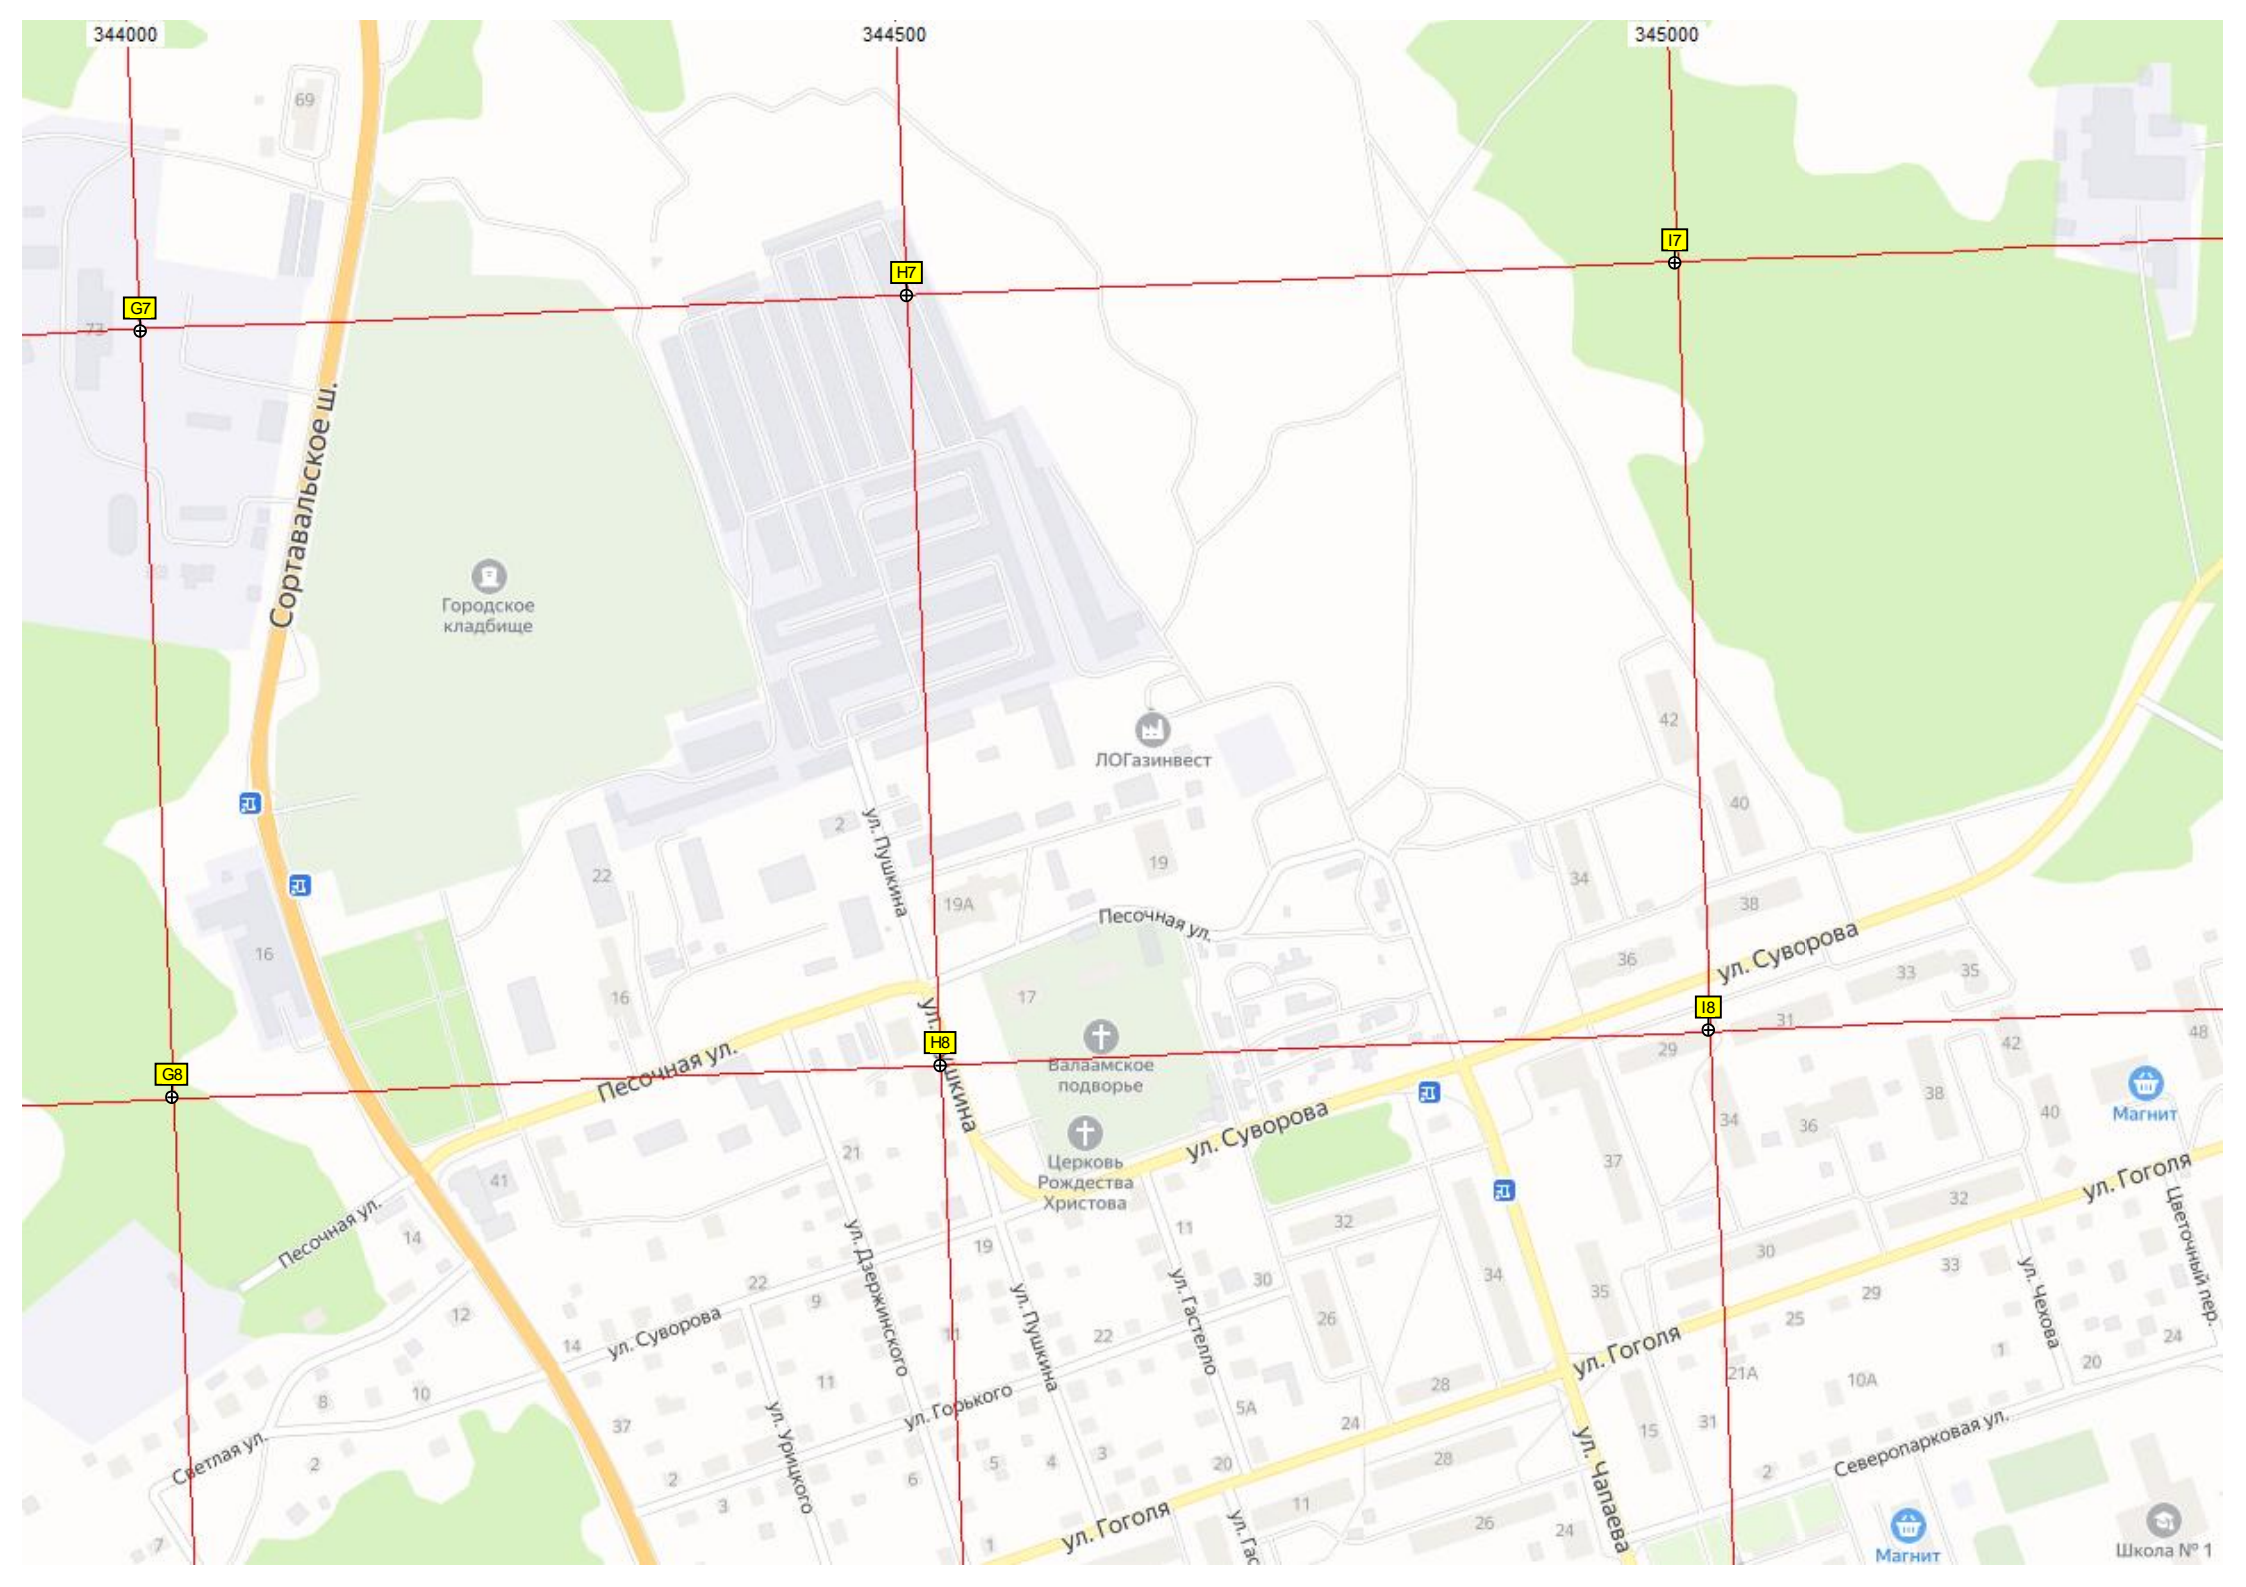 344000
344500
345000
69
I7
H7
G7
73
Сортавальское ш.
Городское
кладбище
42
ЛОГазинвест
40
2
ул. Пушкина
19
22
34
19А
38
Песочная ул.
16
36
ул. Суворова
33
35
16
17
ул. Пушкина
I8
31
48
H8
29
42
Песочная ул.
Валаамское
подворье
G8
38
Магнит
40
34
36
ул. Суворова
21
37
Церковь
Рождества
Христова
41
ул. Гоголя
32
Цветочный пер.
Песочная ул.
14
32
11
19
30
ул. Дзержинского
33
ул. Чехова
34
30
22
ул. Гастелло
ул. Пушкина
35
29
9
26
25
12
ул. Суворова
11
22
24
14
ул. Гоголя
1
20
21А
10А
11
28
8
10
ул. Горького
5А
24
37
31
15
ул. Урицкого
Светлая ул.
Северопарковая ул.
3
28
2
5
4
20
2
2
6
3
ул. Чапаева
11
ул. Гоголя
ул. Гас
26
24
7
1
Магнит
Школа № 1